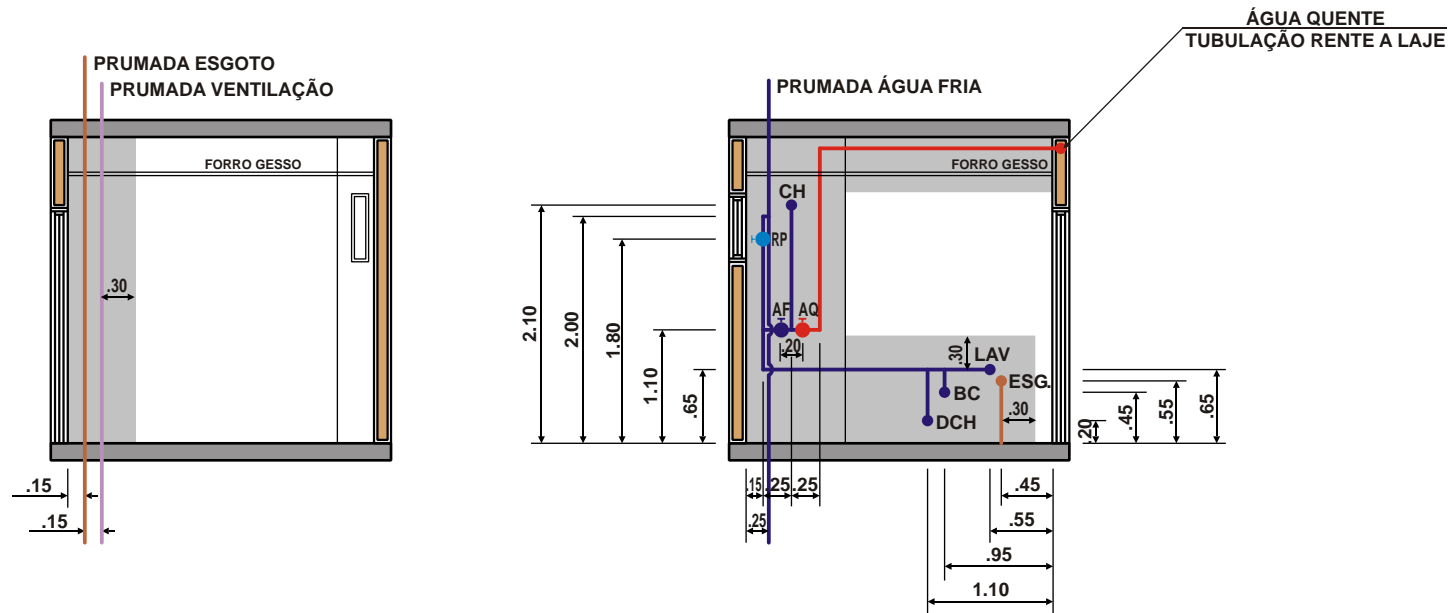 ÁGUA QUENTE
TUBULAÇÃO RENTE A LAJE
PRUMADA ESGOTO
PRUMADA VENTILAÇÃO
PRUMADA ÁGUA FRIA
FORRO GESSO
FORRO GESSO
CH
RP
.30
AF
AQ
.20
2.10
2.00
1.80
1.10
.65
.30
LAV
ESG.
BC
.30
DCH
.20
.45
.55
.65
.15
.15
.15
.25
.25
.25
.45
.55
.95
1.10